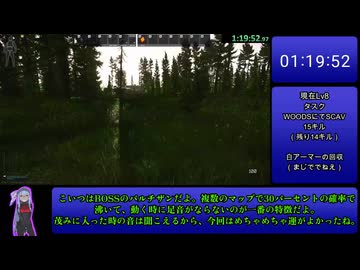 1:19:52.97
01:19:52
現在Lv8
タスク
WOODSにてSCAV
15キル
(残り14キル)
白アーマーの回収
(まじででねえ)
100
こいつはBOSSのパルチザンだよ。複数のマップで30パーセントの確率で
沸いて、動く時に足音がならないのが一番の特徴だよ。
茂みに入った時の音は聞こえるから、今回はめちゃめちゃ運がよかったね。